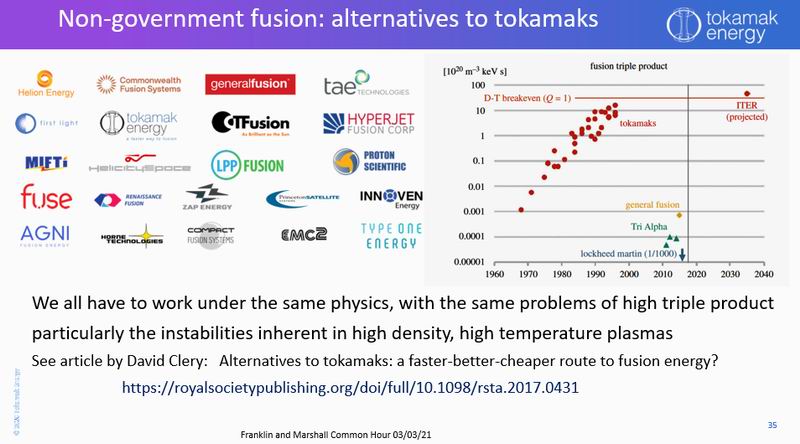 Non-government fusion: alternatives to tokamaks
tokamak
energy
Helion Energy
Commonwealth
Fusion Systems
generalfusion
tae
TECHNOLOGIES
first light
tokamak
energy
a faster way to fusion
CTFusion
As Brilliant as the Sun
HYPERJET
FUSION CORP
MIFTi
HELICITYSPACE
LPP FUSION
PROTON
SCIENTIFIC
fuse
RENAISSANCE
FUSION
ZAP ENERGY
PRINCETON SATELLITE
SYSTEMS
INNOVEN
Energy
AGNI
FUSION ENERGY
HORNE
TECHNOLOGIES
COMPACT
FUSION SYSTEMS
EMC2
TYPE ONE
ENERGY
[10²⁰ m⁻³ keV s]
fusion triple product
100
10
1
0.1
0.01
0.001
0.0001
0.00001
D-T breakeven (Q = 1)
ITER
(projected)
tokamaks
general fusion
Tri Alpha
lockheed martin (1/1000)
1960 1970 1980 1990 2000 2010 2020 2030 2040
We all have to work under the same physics, with the same problems of high triple product
particularly the instabilities inherent in high density, high temperature plasmas
See article by David Clery: Alternatives to tokamaks: a faster-better-cheaper route to fusion energy?
https://royalsocietypublishing.org/doi/full/10.1098/rsta.2017.0431
Franklin and Marshall Common Hour 03/03/21
35
© 2020 Tokamak Energy